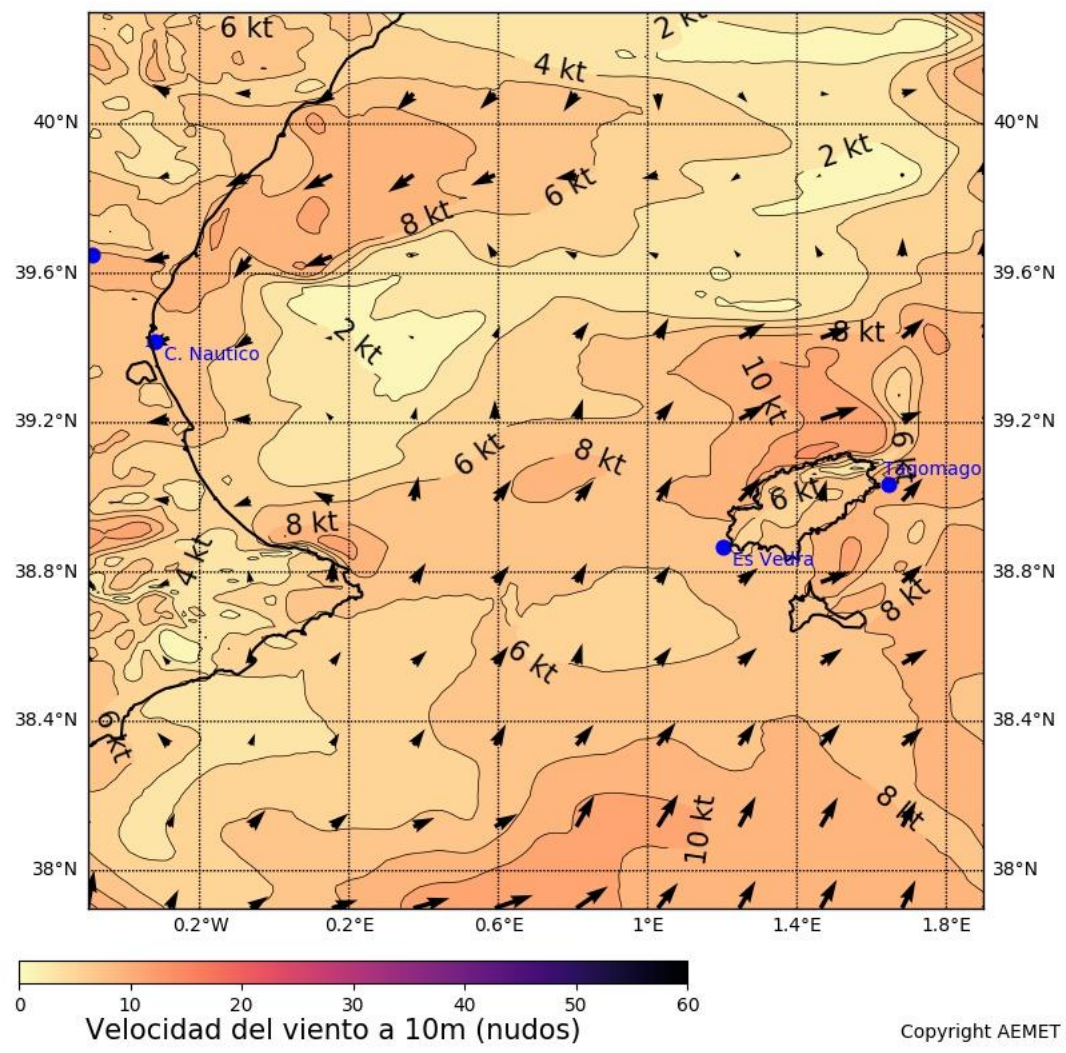 6 kt
2 kt
4 kt
40°N
40°N
2 kt
6 kt
8 kt
39.6°N
39.6°N
2 kt
8 kt
C. Nautico
10 kt
39.2°N
39.2°N
6 kt
8 kt
6 kt
Tagomago
6 kt
8 kt
4 kt
Es Vedra
38.8°N
38.8°N
8 kt
6 kt
38.4°N
38.4°N
6 kt
8 kt
10 kt
38°N
38°N
0.2°W
0.2°E
0.6°E
1°E
1.4°E
1.8°E
0
10
20
30
40
50
60
Velocidad del viento a 10m (nudos)
Copyright AEMET